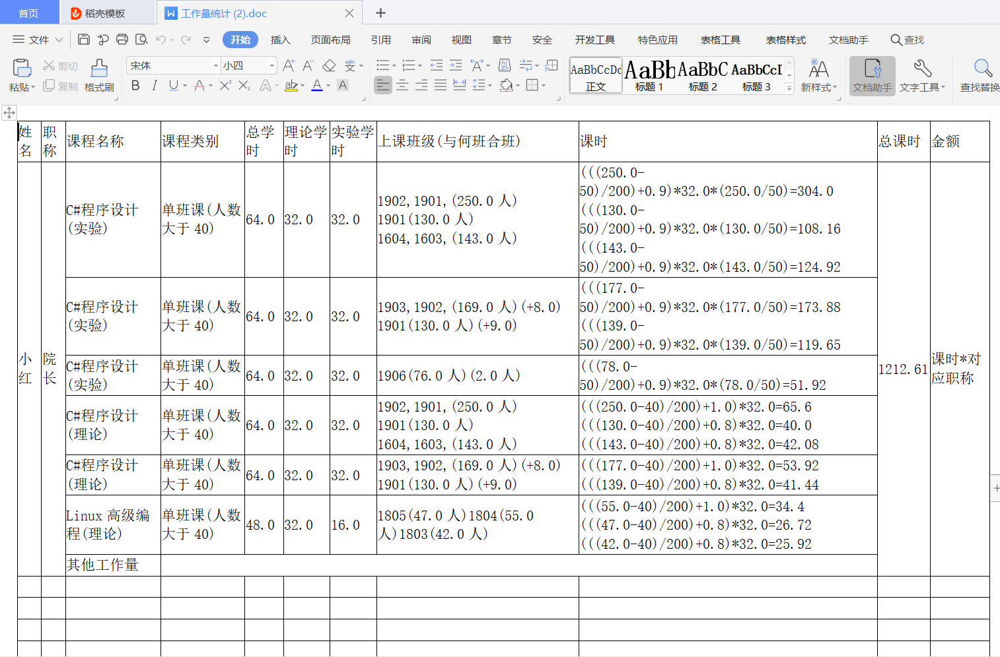 首页
稻壳模板
工作量统计 (2).doc
文件
开始
插入
页面布局
引用
审阅
视图
章节
安全
开发工具
特色应用
表格工具
表格样式
文档助手
查找
粘贴
剪切
复制
格式刷
宋体
小四
AaBbCcDd
正文
AaBb
标题 1
AaBbC
标题 2
AaBbCcI
标题 3
新样式
文档助手
文字工具
查找替换
姓名
职称
课程名称
课程类别
总学时
理论学时
实验学时
上课班级(与何班合班)
课时
总课时
金额
小红
院长
C#程序设计
(实验)
单班课(人数
大于 40)
64.0
32.0
32.0
1902,1901,(250.0 人)
1901(130.0 人)
1604,1603,(143.0 人)
(((250.0-
50)/200)+0.9)*32.0*(250.0/50)=304.0
(((130.0-
50)/200)+0.9)*32.0*(130.0/50)=108.16
(((143.0-
50)/200)+0.9)*32.0*(143.0/50)=124.92
C#程序设计
(实验)
单班课(人数
大于 40)
64.0
32.0
32.0
1903,1902,(169.0 人)(+8.0)
1901(130.0 人)(+9.0)
(((177.0-
50)/200)+0.9)*32.0*(177.0/50)=173.88
(((139.0-
50)/200)+0.9)*32.0*(139.0/50)=119.65
C#程序设计
(实验)
单班课(人数
大于 40)
64.0
32.0
32.0
1906(76.0 人)(2.0 人)
(((78.0-
50)/200)+0.9)*32.0*(78.0/50)=51.92
C#程序设计
(理论)
单班课(人数
大于 40)
64.0
32.0
32.0
1902,1901,(250.0 人)
1901(130.0 人)
1604,1603,(143.0 人)
(((250.0-40)/200)+1.0)*32.0=65.6
(((130.0-40)/200)+0.8)*32.0=40.0
(((143.0-40)/200)+0.8)*32.0=42.08
C#程序设计
(理论)
单班课(人数
大于 40)
64.0
32.0
32.0
1903,1902,(169.0 人)(+8.0)
1901(130.0 人)(+9.0)
(((177.0-40)/200)+1.0)*32.0=53.92
(((139.0-40)/200)+0.8)*32.0=41.44
Linux 高级编
程(理论)
单班课(人数
大于 40)
48.0
32.0
16.0
1805(47.0 人)1804(55.0
人)1803(42.0 人)
(((55.0-40)/200)+1.0)*32.0=34.4
(((47.0-40)/200)+0.8)*32.0=26.72
(((42.0-40)/200)+0.8)*32.0=25.92
其他工作量
1212.61
课时*对
应职称